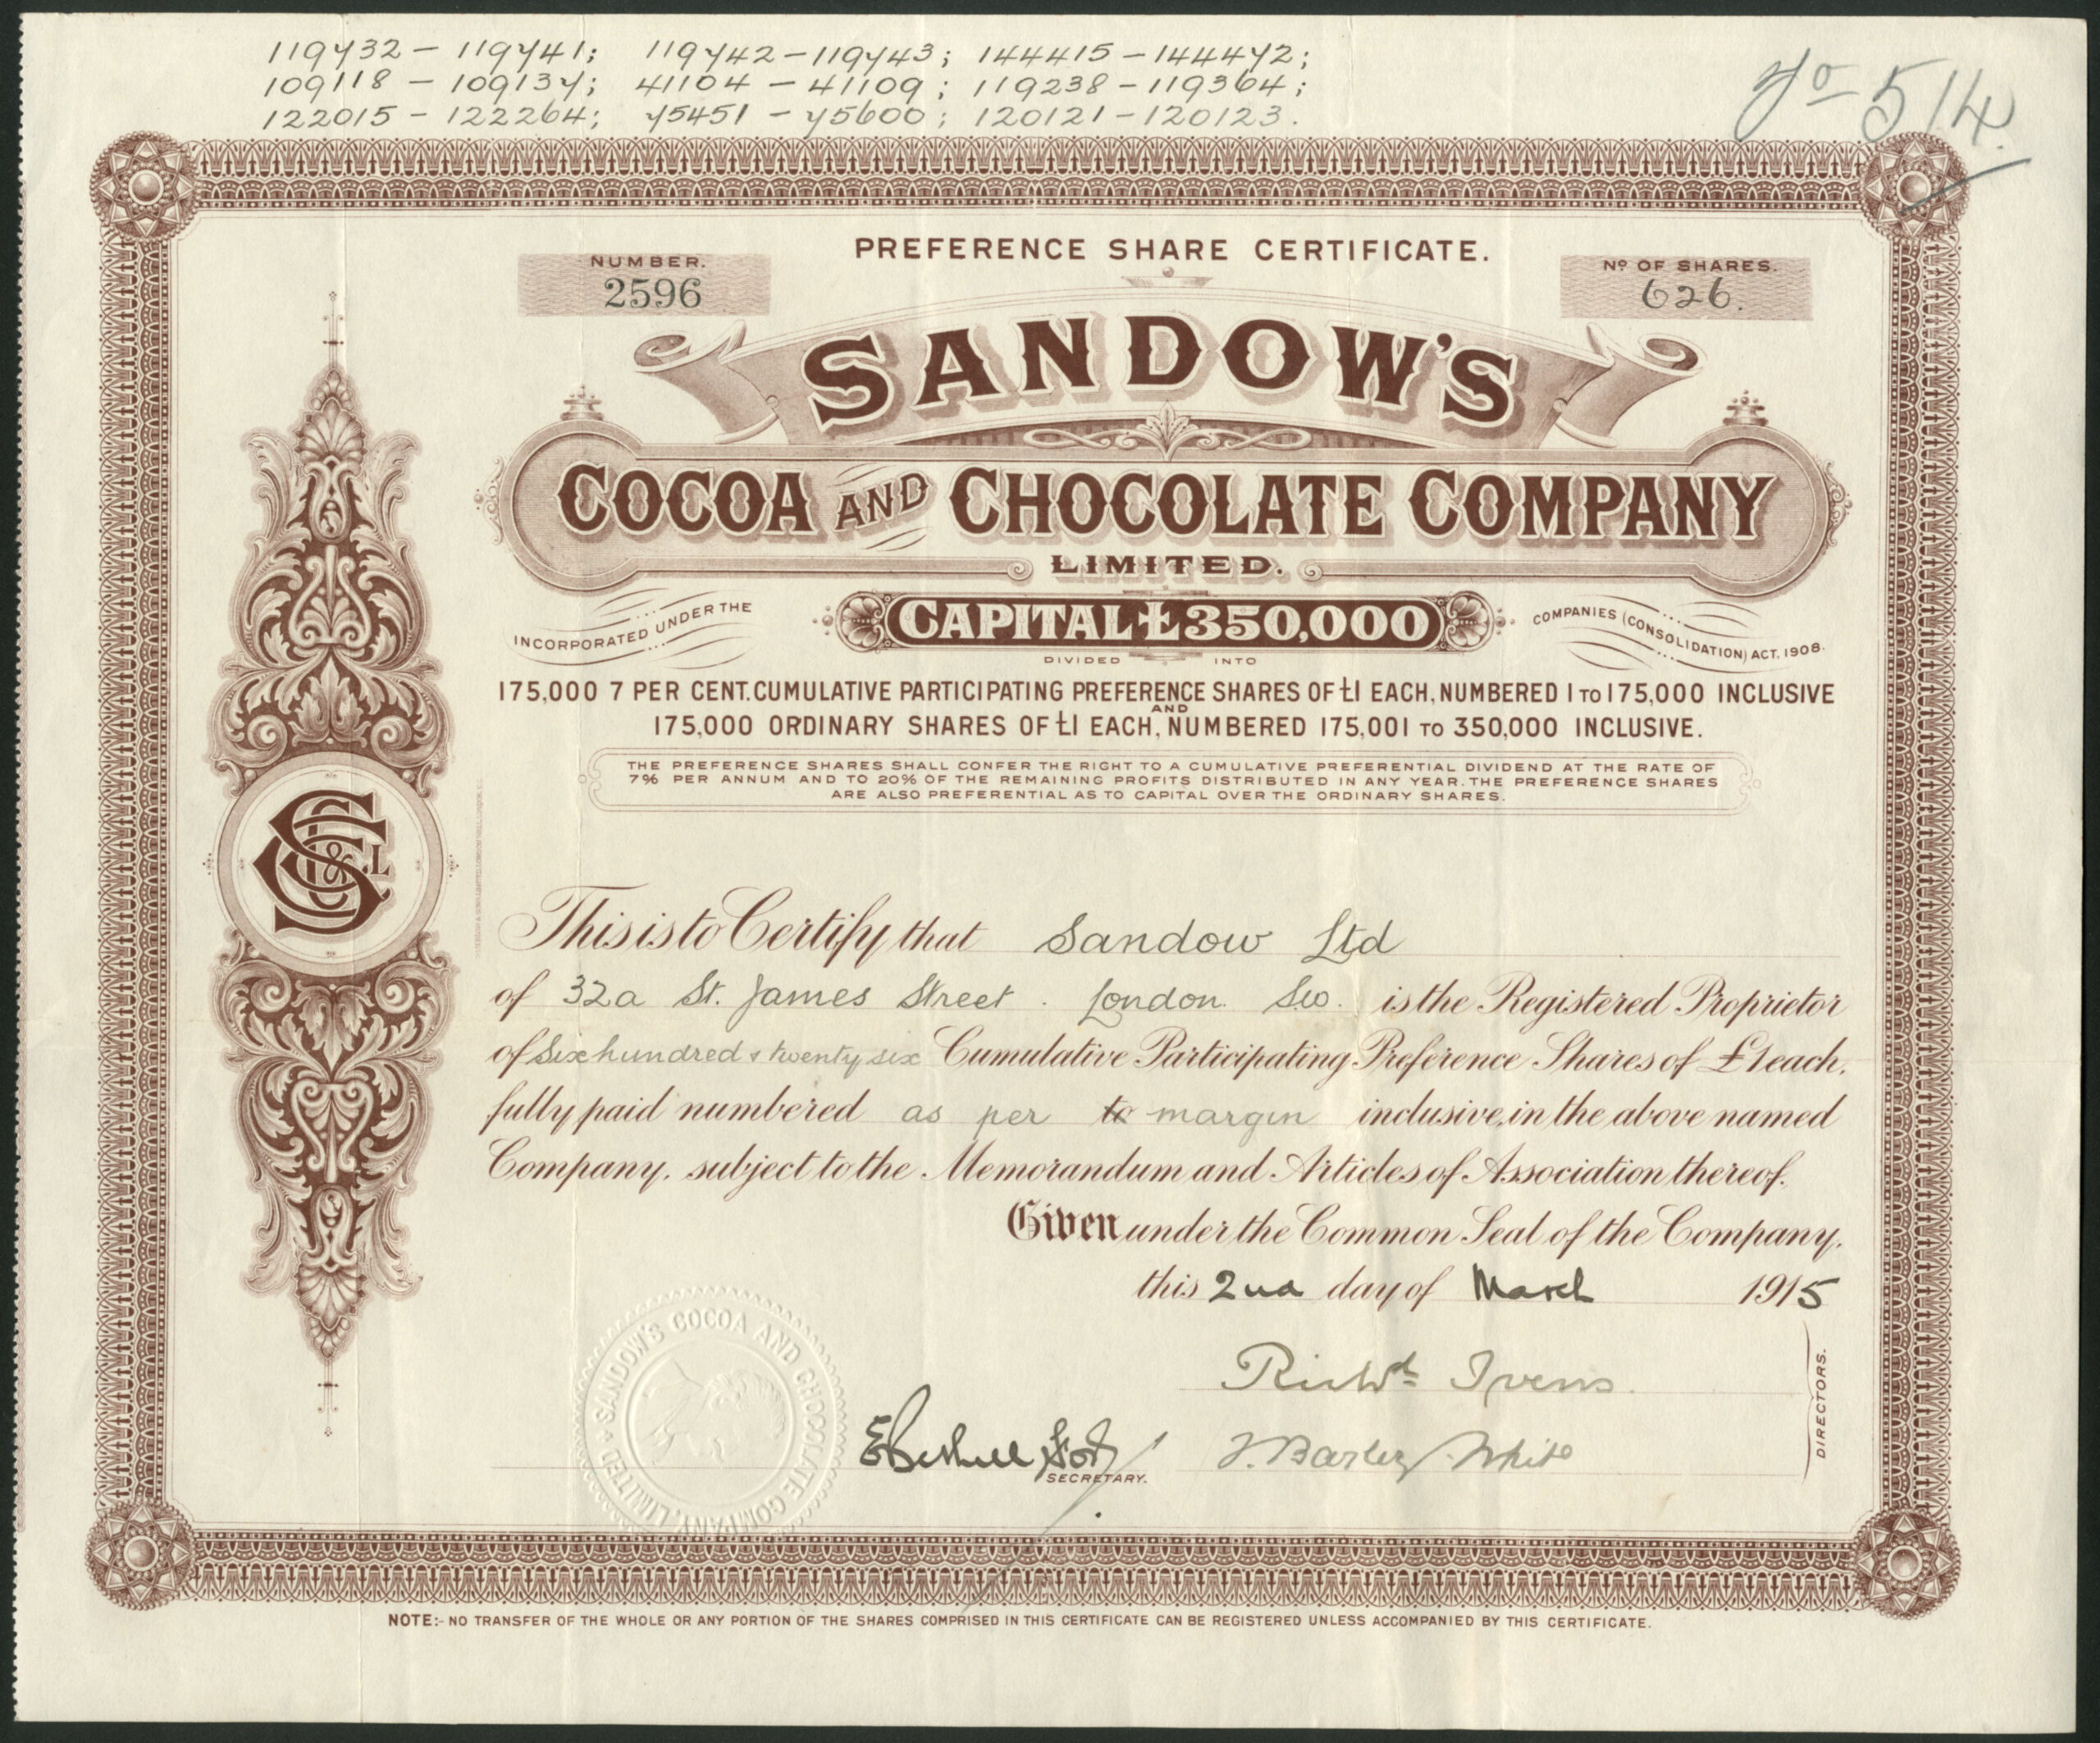 119732 – 119741; 119742 – 119743; 144415 – 144472;
109118 – 109137; 41104 – 41109; 119238 – 119364;
122015 – 122264; 75451 – 75600; 120121 – 120123.
514.
PREFERENCE SHARE CERTIFICATE.
NUMBER.
2596
Nº OF SHARES.
626.
SANDOW'S
COCOA AND CHOCOLATE COMPANY
LIMITED.
INCORPORATED UNDER THE
CAPITAL £350,000
COMPANIES (CONSOLIDATION) ACT, 1908.
DIVIDED INTO
175,000 7 PER CENT. CUMULATIVE PARTICIPATING PREFERENCE SHARES OF £1 EACH, NUMBERED 1 TO 175,000 INCLUSIVE
AND
175,000 ORDINARY SHARES OF £1 EACH, NUMBERED 175,001 TO 350,000 INCLUSIVE.
THE PREFERENCE SHARES SHALL CONFER THE RIGHT TO A CUMULATIVE PREFERENTIAL DIVIDEND AT THE RATE OF
7% PER ANNUM AND TO 20% OF THE REMAINING PROFITS DISTRIBUTED IN ANY YEAR. THE PREFERENCE SHARES
ARE ALSO PREFERENTIAL AS TO CAPITAL OVER THE ORDINARY SHARES.
SCC&L
This is to Certify that Sandow Ltd
of 32a St. James Street. London. S.W. is the Registered Proprietor
of Six hundred & twenty six Cumulative Participating Preference Shares of £1 each,
fully paid numbered as per to margin inclusive, in the above named
Company, subject to the Memorandum and Articles of Association thereof.
Given under the Common Seal of the Company,
this 2nd day of March 1915
SANDOW'S COCOA AND CHOCOLATE COMPANY, LIMITED
Richd Ivens.
SECRETARY.
White
DIRECTORS.
NOTE:- NO TRANSFER OF THE WHOLE OR ANY PORTION OF THE SHARES COMPRISED IN THIS CERTIFICATE CAN BE REGISTERED UNLESS ACCOMPANIED BY THIS CERTIFICATE.